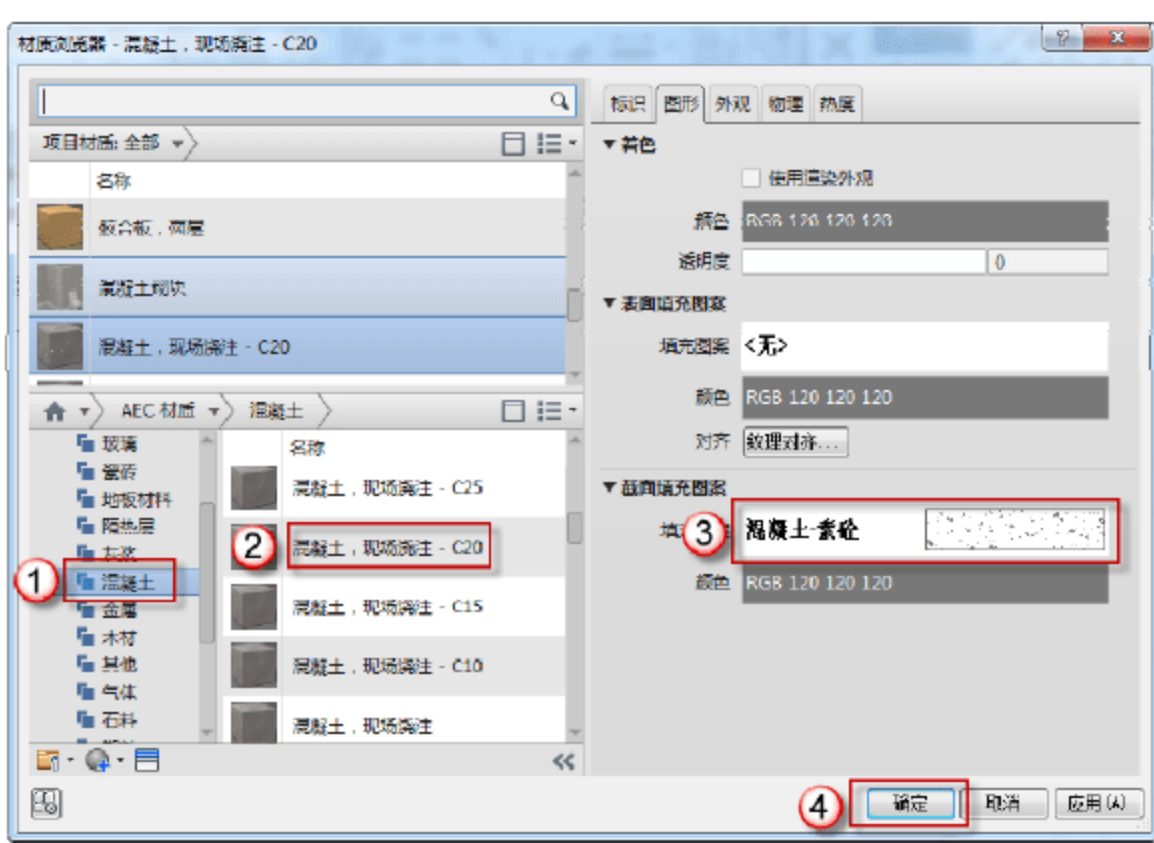 材质浏览器 - 混凝土，现场浇注 - C20
项目材质: 全部
名称
胶合板，面层
混凝土砌块
混凝土，现场浇注 - C20
AEC 材质
混凝土
玻璃
瓷砖
地板材料
隔热层
灰浆
混凝土
金属
木材
其他
气体
石料
名称
混凝土，现场浇注 - C25
混凝土，现场浇注 - C20
混凝土，现场浇注 - C15
混凝土，现场浇注 - C10
混凝土，现场浇注
标识 图形 外观 物理 热度
着色
使用渲染外观
颜色 RGB 120 120 120
透明度 0
表面填充图案
填充图案 <无>
颜色 RGB 120 120 120
对齐 纹理对齐...
截面填充图案
混凝土-素砼
颜色 RGB 120 120 120
1
2
3
4
确定 取消 应用(A)